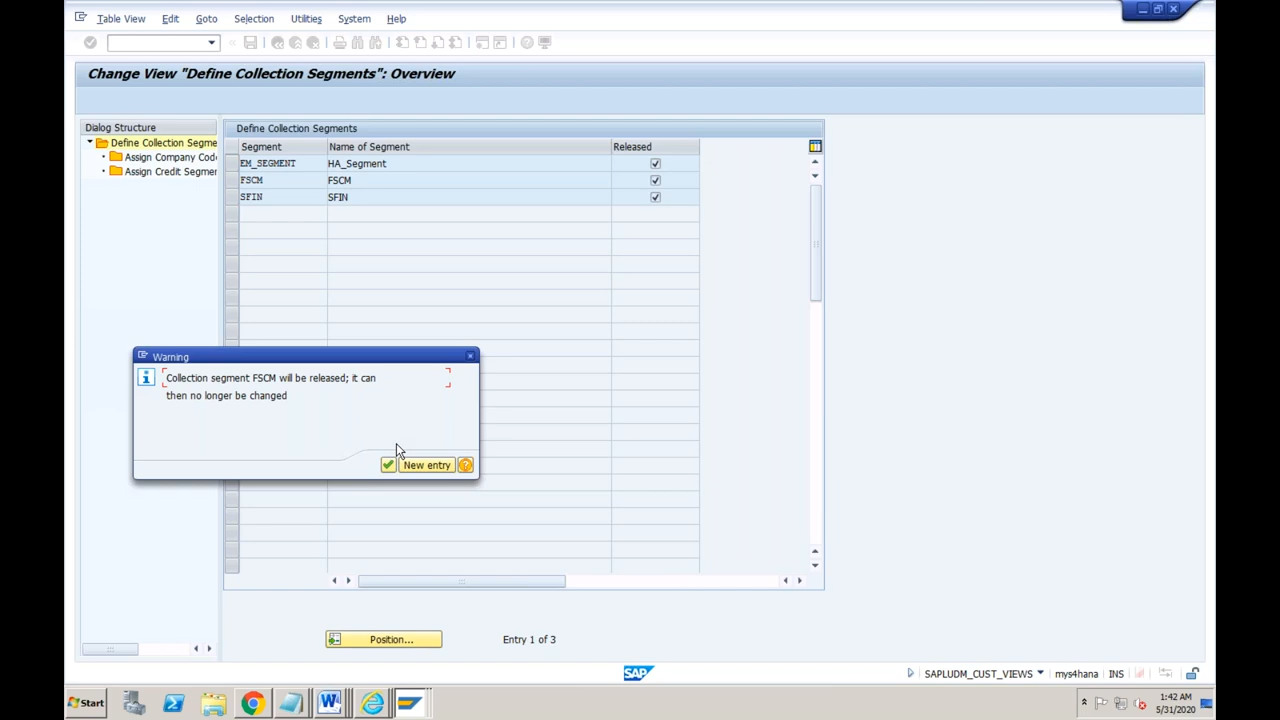 Table View Edit Goto Selection Utilities System Help
Change View "Define Collection Segments": Overview
Dialog Structure
Define Collection Segme
Assign Company Code
Assign Credit Segmen
Define Collection Segments
Segment Name of Segment Released
EM_SEGMENT HA_Segment
FSCM FSCM
SFIN SFIN
Warning
Collection segment FSCM will be released; it can
then no longer be changed
New entry
Position... Entry 1 of 3
SAP
SAPLUDM_CUST_VIEWS mys4hana INS
Start
1:42 AM
5/31/2020